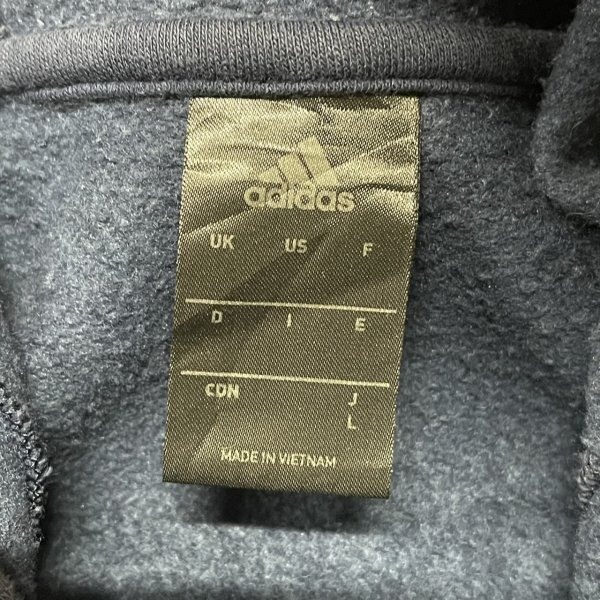 adidas
UK US F
D I E
CDN J
L
MADE IN VIETNAM